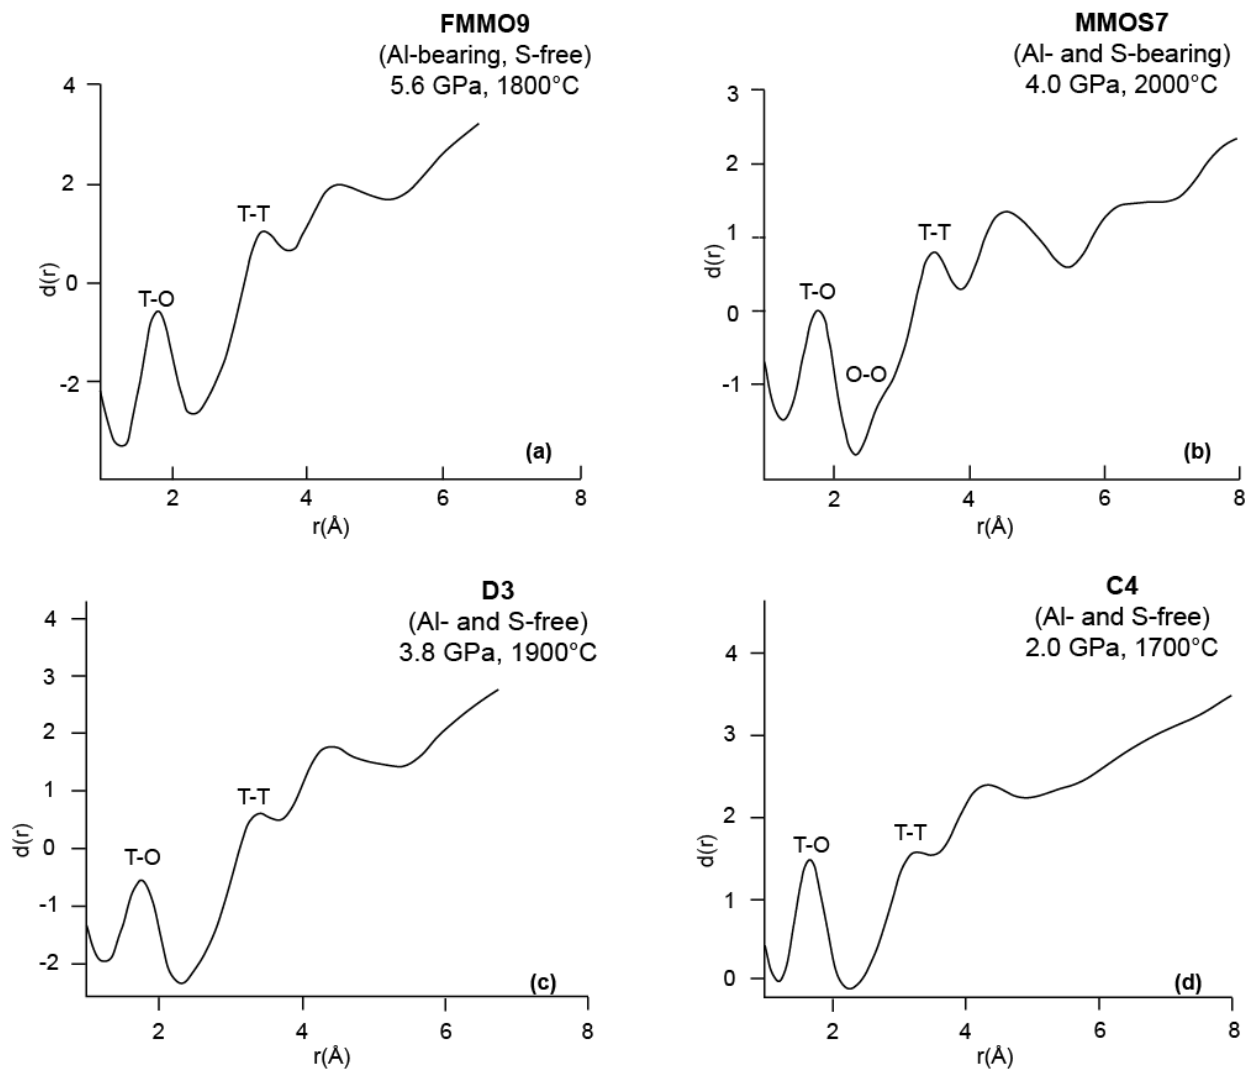 FMMO9
(Al-bearing, S-free)
5.6 GPa, 1800°C
4
2
0
-2
d(r)
T-O
T-T
(a)
2
4
6
8
r(Å)
MMOS7
(Al- and S-bearing)
4.0 GPa, 2000°C
3
2
1
0
-1
d(r)
T-O
O-O
T-T
(b)
2
4
6
8
r(Å)
D3
(Al- and S-free)
3.8 GPa, 1900°C
4
3
2
1
0
-1
-2
d(r)
T-O
T-T
(c)
2
4
6
8
r(Å)
C4
(Al- and S-free)
2.0 GPa, 1700°C
4
3
2
1
0
d(r)
T-O
T-T
(d)
2
4
6
8
r(Å)